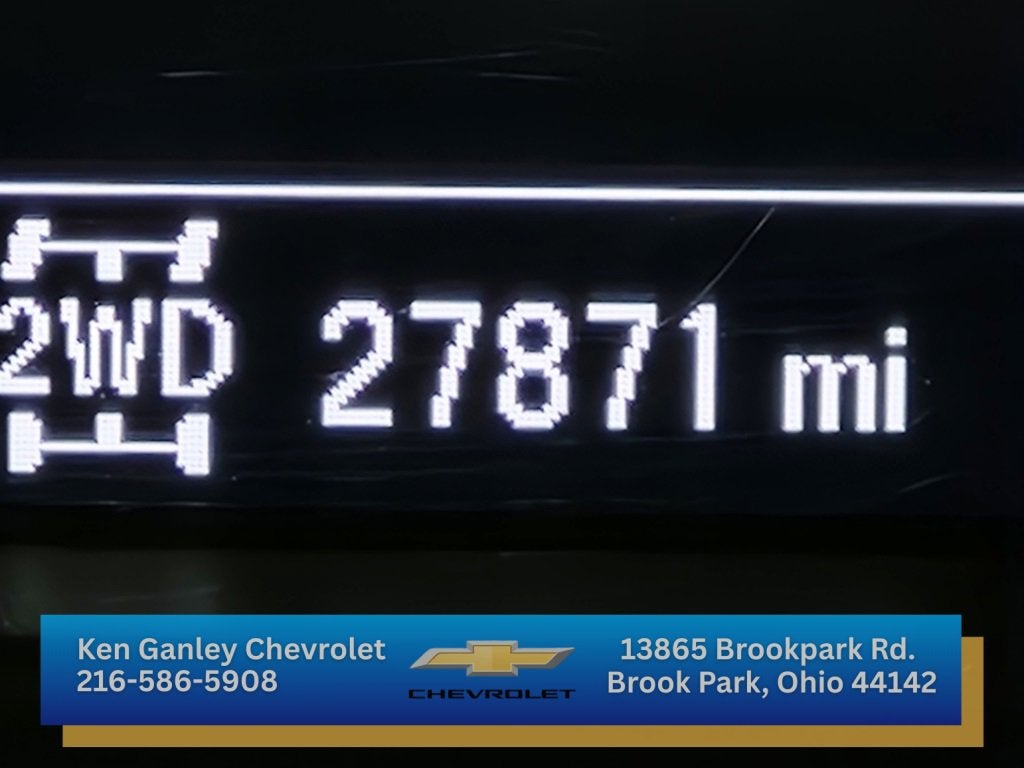 2WD 27871 mi
Ken Ganley Chevrolet
216-586-5908
CHEVROLET
13865 Brookpark Rd.
Brook Park, Ohio 44142